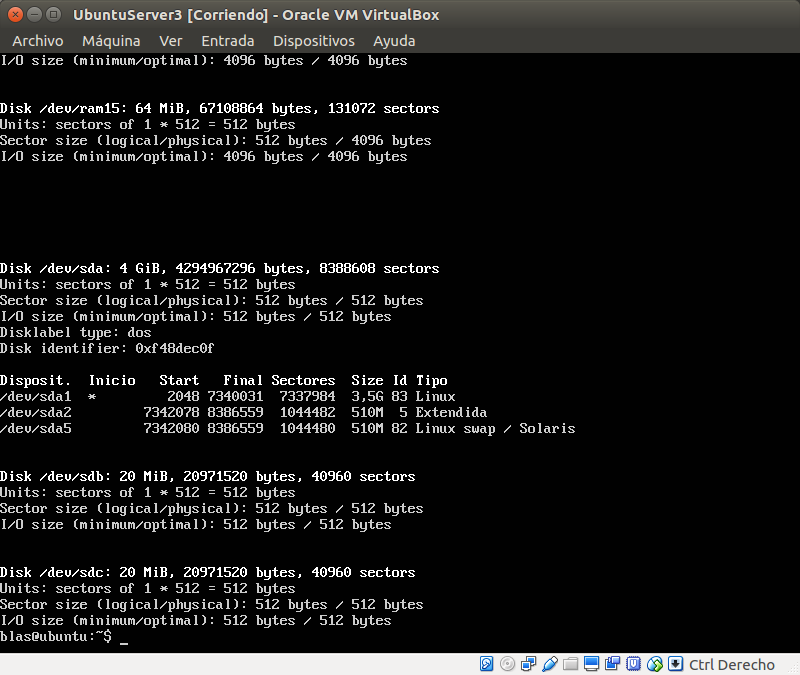 UbuntuServer3 [Corriendo] - Oracle VM VirtualBox
Archivo Máquina Ver Entrada Dispositivos Ayuda
I/O size (minimum/optimal): 4096 bytes / 4096 bytes
Disk /dev/ram15: 64 MiB, 67108864 bytes, 131072 sectors
Units: sectors of 1 * 512 = 512 bytes
Sector size (logical/physical): 512 bytes / 4096 bytes
I/O size (minimum/optimal): 4096 bytes / 4096 bytes
Disk /dev/sda: 4 GiB, 4294967296 bytes, 8388608 sectors
Units: sectors of 1 * 512 = 512 bytes
Sector size (logical/physical): 512 bytes / 512 bytes
I/O size (minimum/optimal): 512 bytes / 512 bytes
Disklabel type: dos
Disk identifier: 0xf48dec0f
Disposit. Inicio Start Final Sectores Size Id Tipo
/dev/sda1 * 2048 7340031 7337984 3,5G 83 Linux
/dev/sda2 7342078 8386559 1044482 510M 5 Extendida
/dev/sda5 7342080 8386559 1044480 510M 82 Linux swap / Solaris
Disk /dev/sdb: 20 MiB, 20971520 bytes, 40960 sectors
Units: sectors of 1 * 512 = 512 bytes
Sector size (logical/physical): 512 bytes / 512 bytes
I/O size (minimum/optimal): 512 bytes / 512 bytes
Disk /dev/sdc: 20 MiB, 20971520 bytes, 40960 sectors
Units: sectors of 1 * 512 = 512 bytes
Sector size (logical/physical): 512 bytes / 512 bytes
I/O size (minimum/optimal): 512 bytes / 512 bytes
blas@ubuntu:~$ _
Ctrl Derecho